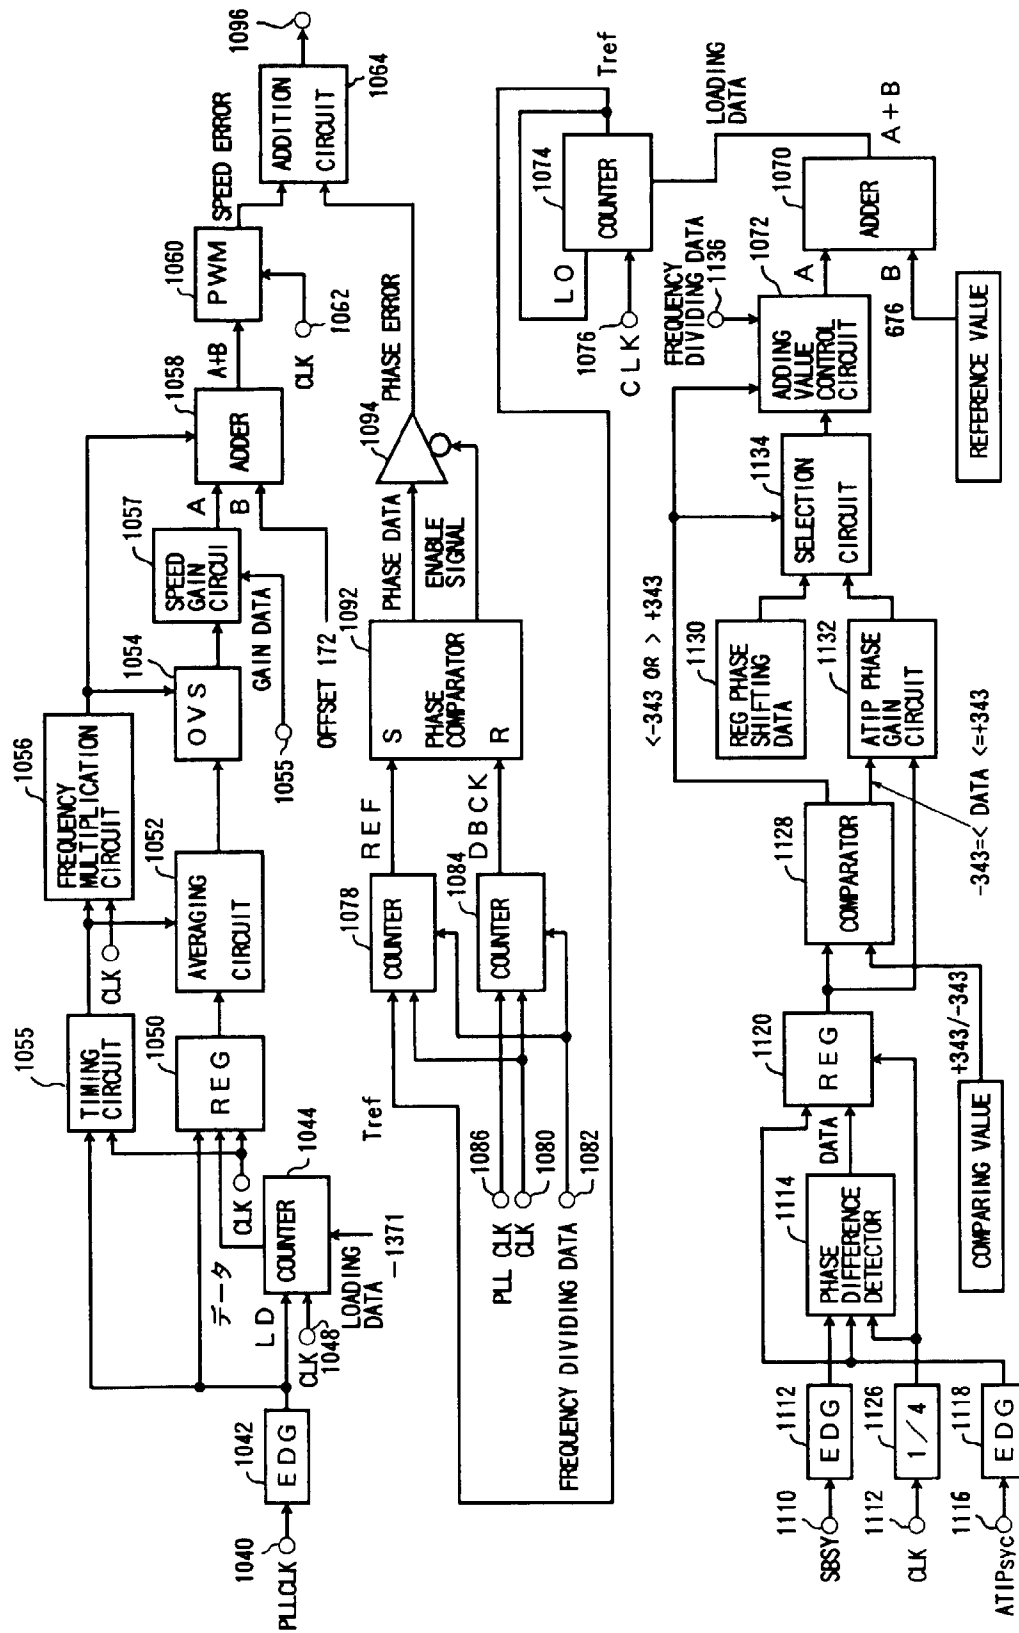 PLLCLK
1040
EDG
1042
LD
データ
CLK
1048
COUNTER
1044
LOADING
DATA
-1371
CLK
TIMING
CIRCUIT
1055
REG
1050
CLK
FREQUENCY
MULTIPLICATION
CIRCUIT
1056
AVERAGING
CIRCUIT
1052
OVS
1054
SPEED
GAIN
CIRCUI
1057
GAIN DATA
1055
OFFSET 172
A
B
ADDER
1058
A+B
PWM
1060
CLK
1062
SPEED ERROR
ADDITION
CIRCUIT
1064
1096
Tref
PLL CLK
1086
CLK
1080
FREQUENCY DIVIDING DATA
1082
COUNTER
1078
COUNTER
1084
REF
DBCK
S
PHASE
COMPARATOR
R
1092
PHASE DATA
ENABLE
SIGNAL
1094
PHASE ERROR
LO
CLK
1076
COUNTER
1074
Tref
LOADING
DATA
SBSY
1110
EDG
1112
CLK
1112
1/4
1126
ATIPsyc
1116
EDG
1118
PHASE
DIFFERENCE
DETECTOR
1114
DATA
REG
1120
COMPARING VALUE
+343/-343
COMPARATOR
1128
<-343 OR > +343
-343=< DATA <=+343
REG PHASE
SHIFTING
DATA
1130
ATIP PHASE
GAIN
CIRCUIT
1132
SELECTION
CIRCUIT
1134
FREQUENCY
DIVIDING DATA
1136
ADDING
VALUE
CONTROL
CIRCUIT
1072
A
B
676
REFERENCE VALUE
ADDER
1070
A+B